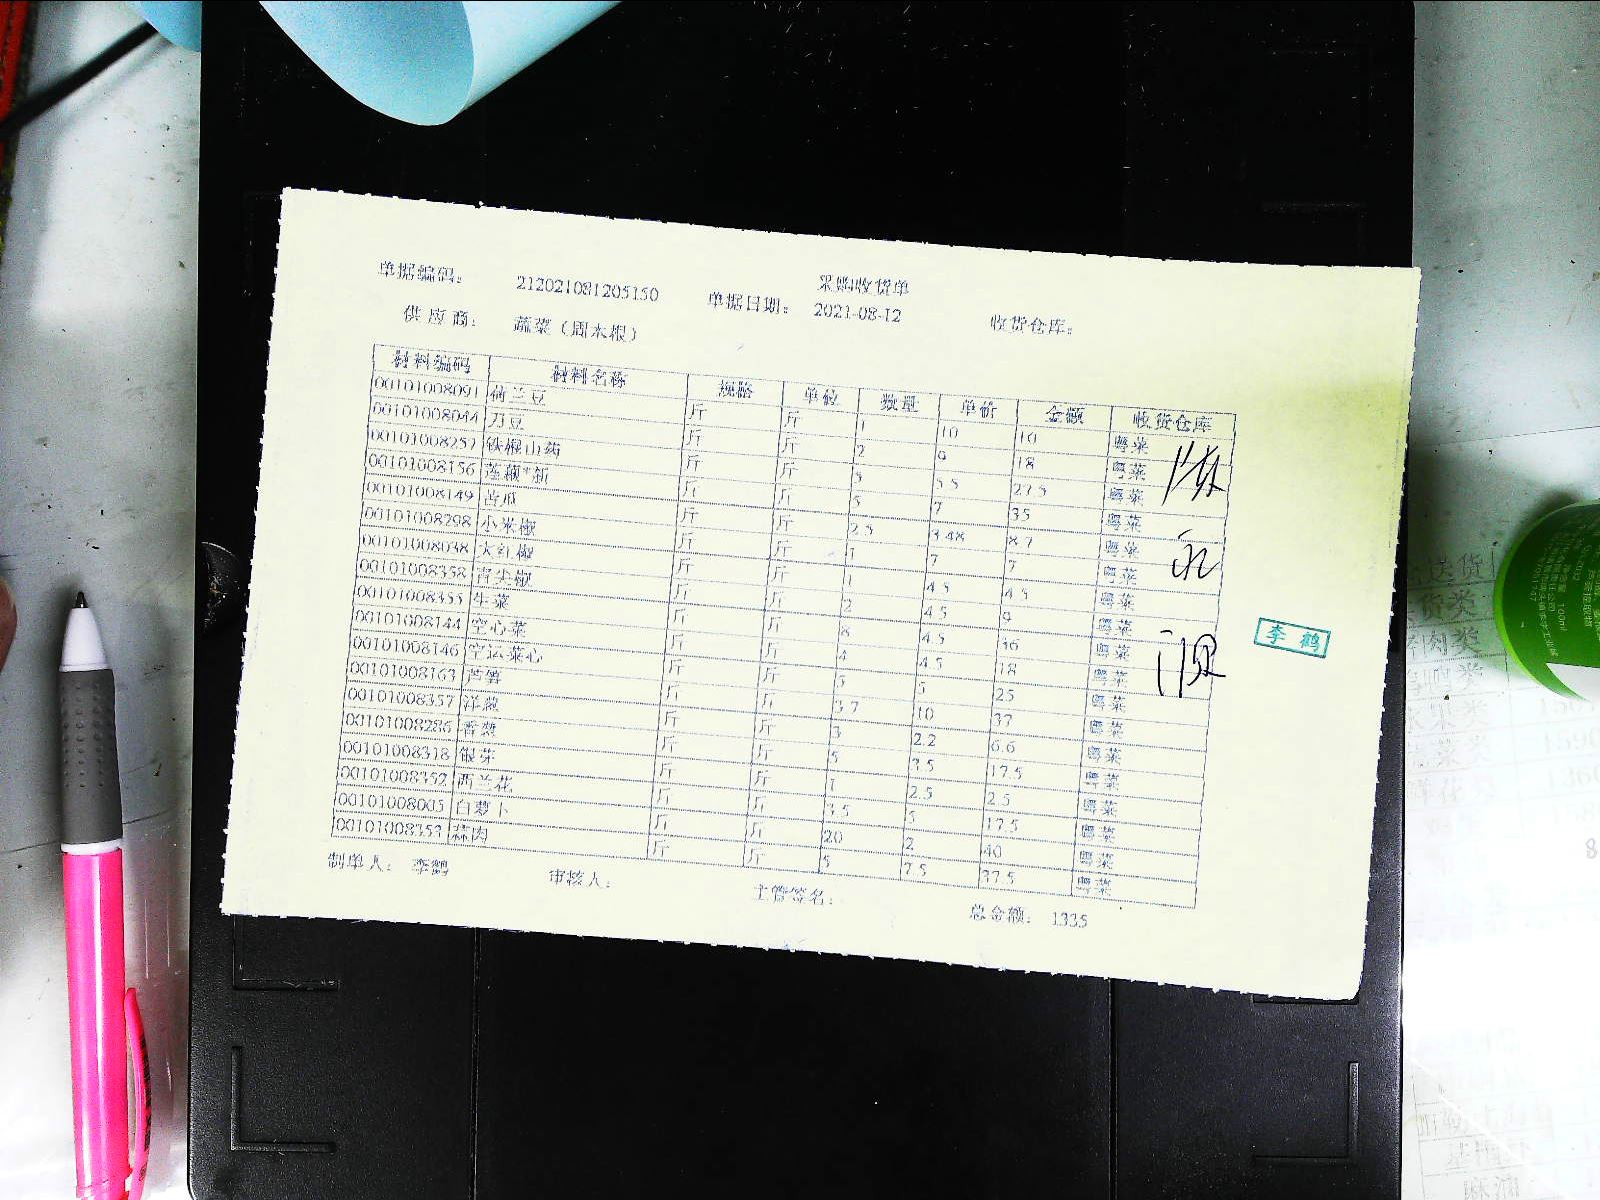 采购收货单
单据编码： 212021081205150 单据日期： 2021-08-12 收货仓库：
供应商： 蔬菜（周木根）
材料编码 材料名称 规格 单位 数量 单价 金额 收货仓库
00101008091 荷兰豆 斤 斤 1 10 10 粤菜
00101008044 刀豆 斤 斤 2 9 18 粤菜
00101008257 铁棍山药 斤 斤 5 5.5 27.5 粤菜
00101008156 莲藕*新 斤 斤 5 7 35 粤菜
00101008149 苦瓜 斤 斤 2.5 3.48 8.7 粤菜
00101008298 小米椒 斤 斤 1 7 7 粤菜
00101008038 大红椒 斤 斤 1 4.5 4.5 粤菜
00101008358 青尖椒 斤 斤 2 4.5 9 粤菜
00101008355 生菜 斤 斤 8 4.5 36 粤菜
00101008144 空心菜 斤 斤 4 4.5 18 粤菜
00101008146 空运菜心 斤 斤 5 5 25 粤菜
00101008163 芦笋 斤 斤 3.7 10 37 粤菜
00101008357 洋葱 斤 斤 3 2.2 6.6 粤菜
00101008286 香葱 斤 斤 5 3.5 17.5 粤菜
00101008318 银芽 斤 斤 1 2.5 2.5 粤菜
00101008352 西兰花 斤 斤 3.5 5 17.5 粤菜
00101008005 白萝卜 斤 斤 20 2 40 粤菜
00101008353 蒜肉 斤 斤 5 7.5 37.5 粤菜
李鹤
制单人： 李鹤 审核人： 主管签名： 总金额： 1335